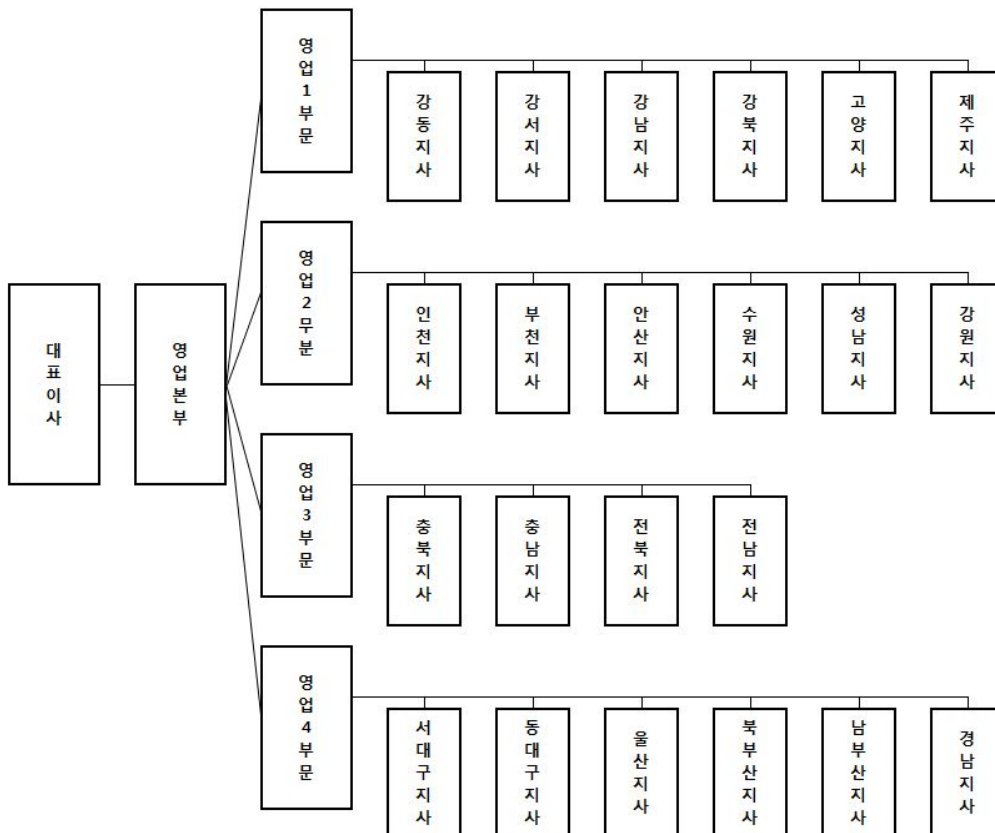 대표이사
영업본부
영업1부문
강동지사
강서지사
강남지사
강북지사
고양지사
제주지사
영업2무분
인천지사
부천지사
안산지사
수원지사
성남지사
강원지사
영업3부문
충북지사
충남지사
전북지사
전남지사
영업4부문
서대구지사
동대구지사
울산지사
북부산지사
남부산지사
경남지사